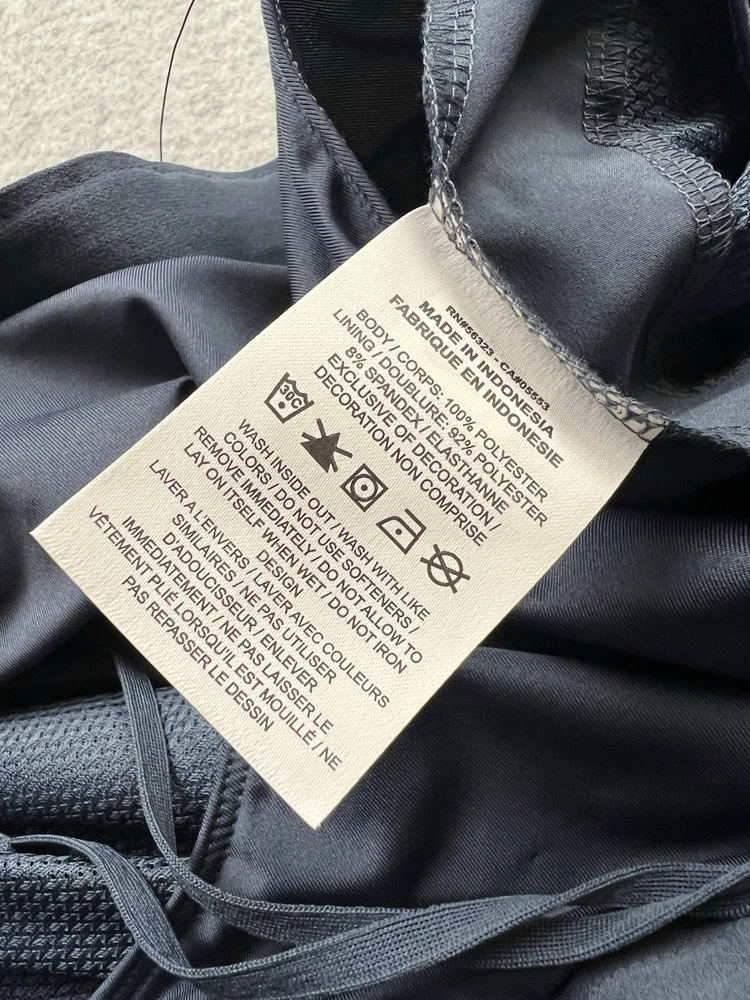 RN#56323 - CA#05553
MADE IN INDONESIA
FABRIQUE EN INDONESIE
BODY / CORPS: 100% POLYESTER
LINING / DOUBLURE: 92% POLYESTER
8% SPANDEX / ELASTHANNE
EXCLUSIVE OF DECORATION /
DECORATION NON COMPRISE
30C
WASH INSIDE OUT / WASH WITH LIKE
COLORS / DO NOT USE SOFTENERS /
REMOVE IMMEDIATELY / DO NOT ALLOW TO
LAY ON ITSELF WHEN WET / DO NOT IRON
DESIGN
LAVER A L'ENVERS / LAVER AVEC COULEURS
SIMILAIRES / NE PAS UTILISER
D'ADOUCISSEUR / ENLEVER
IMMEDIATEMENT / NE PAS LAISSER LE
VÊTEMENT PLIÉ LORSQU'IL EST MOUILLÉ / NE
PAS REPASSER LE DESSIN